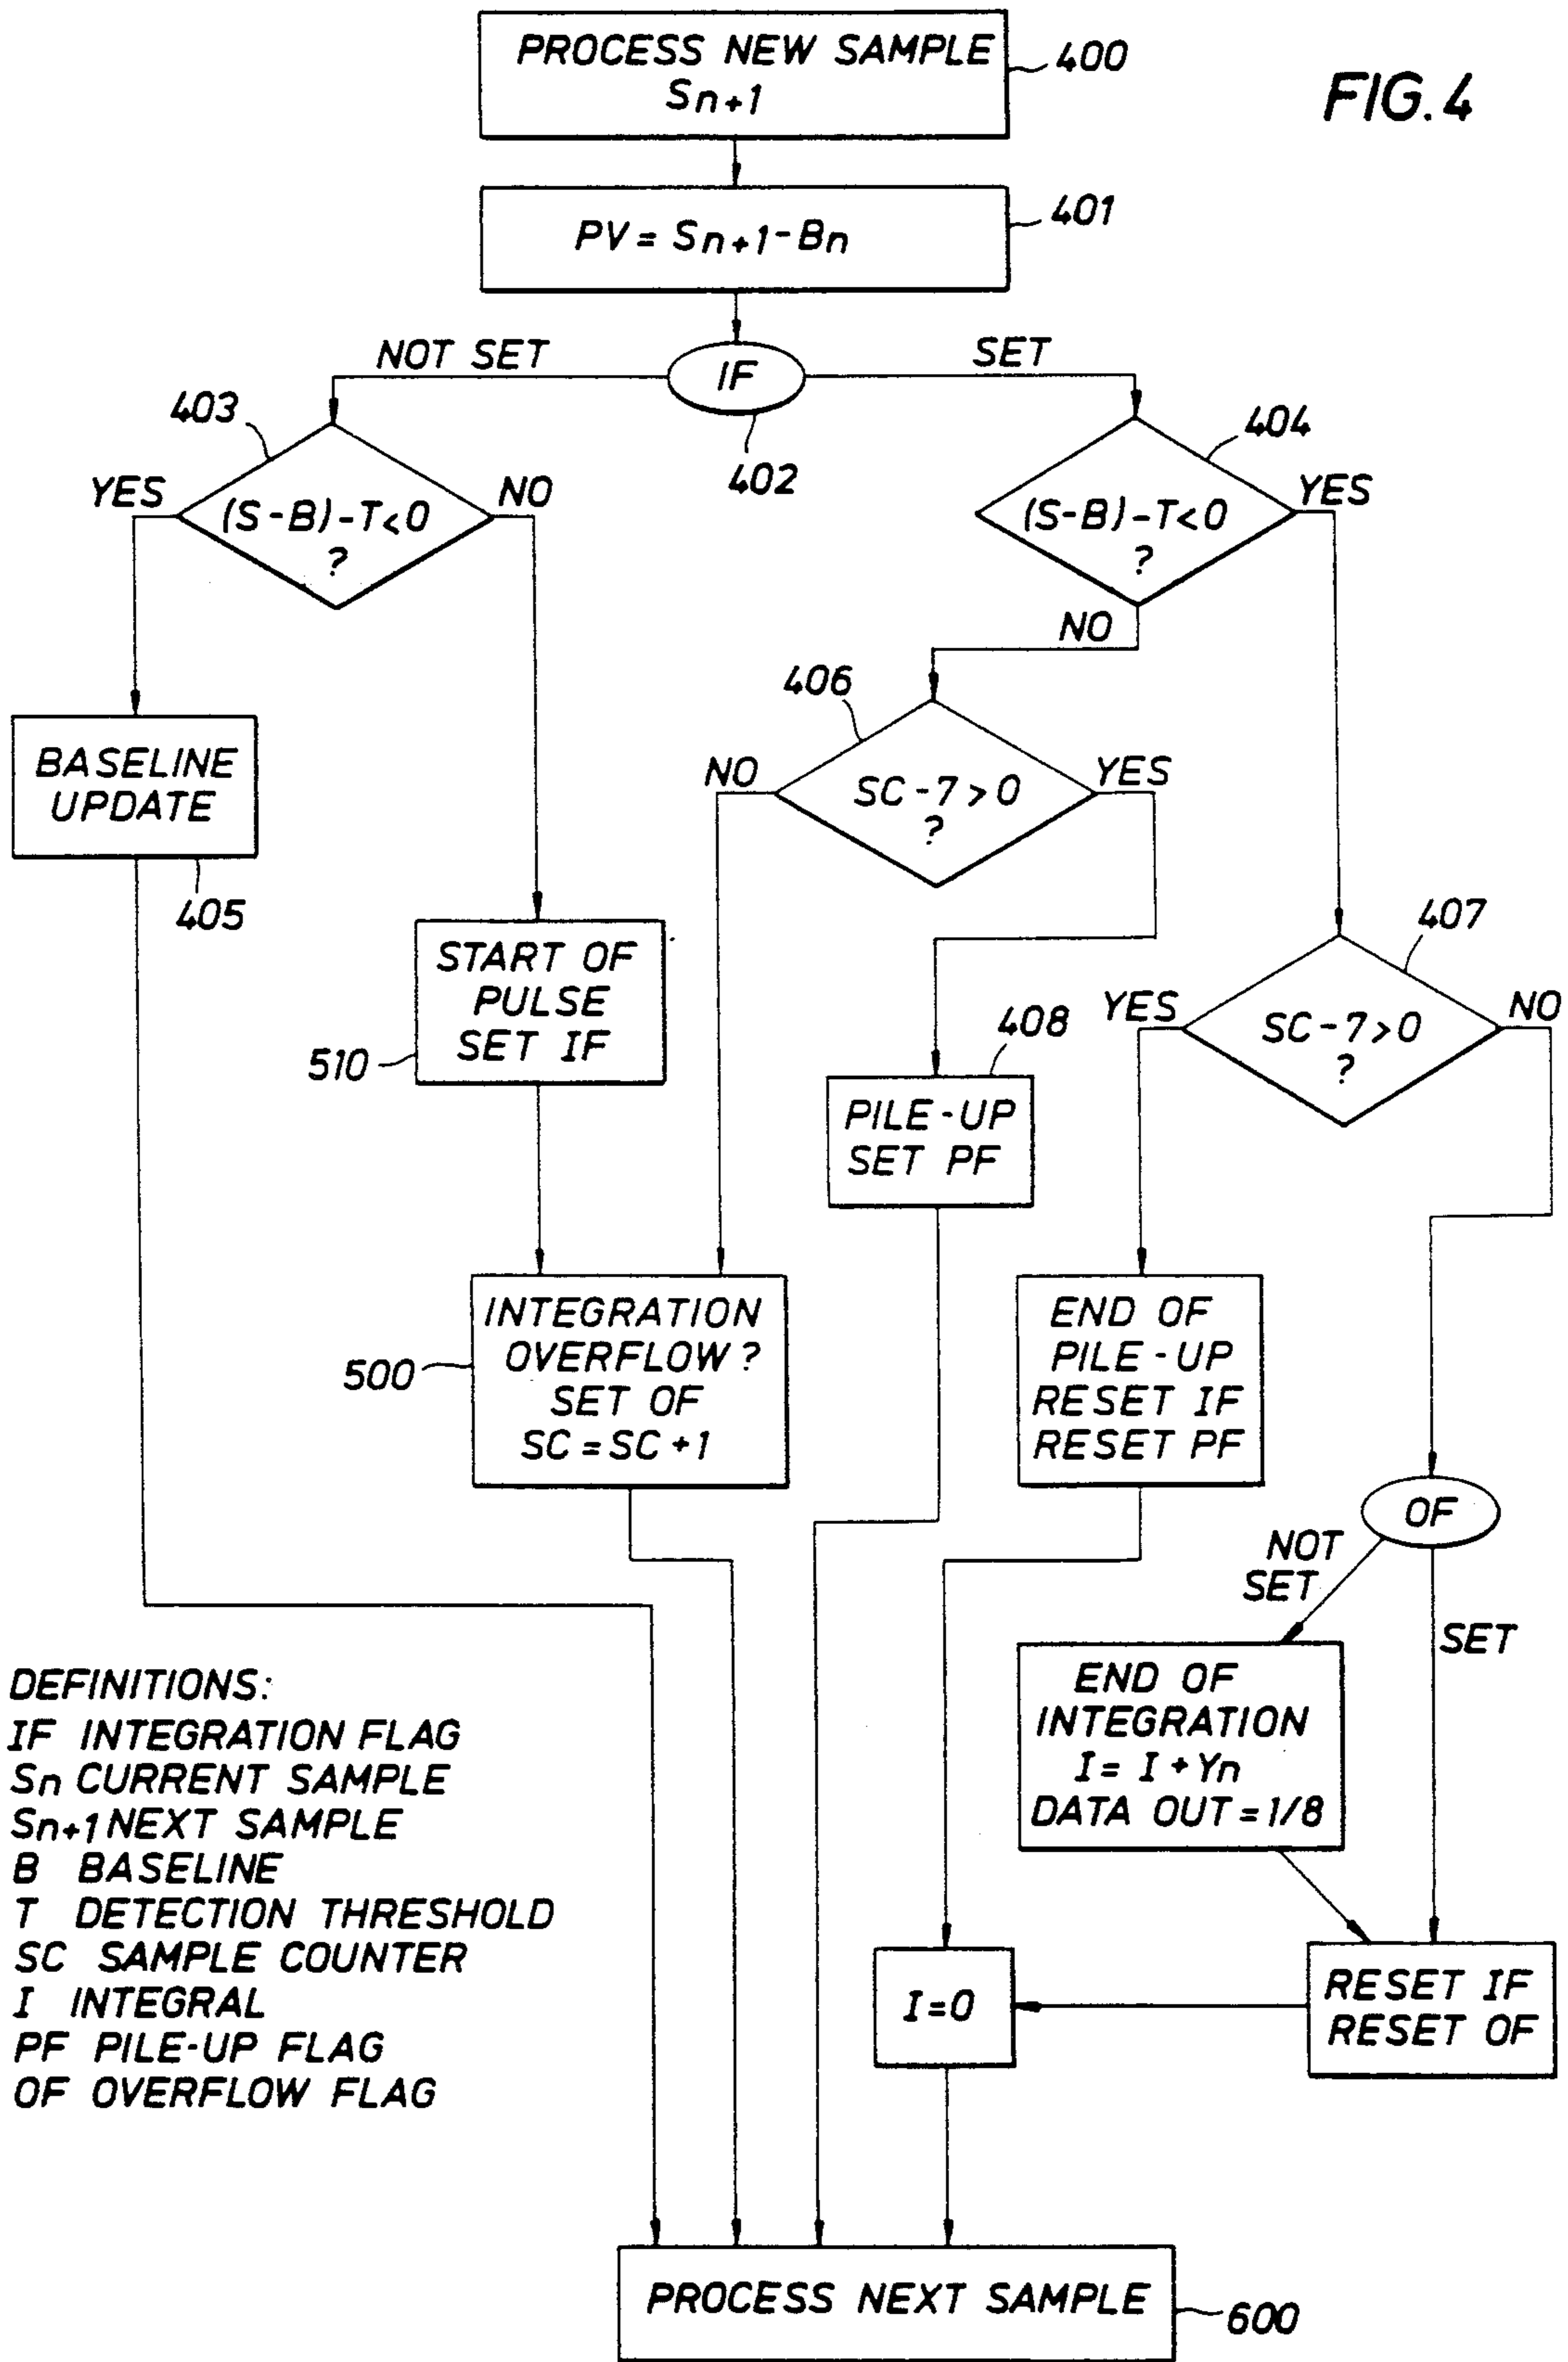 PROCESS NEW SAMPLE
Sn+1
400
FIG. 4
PV = Sn+1-Bn
401
NOT SET
IF
SET
402
403
YES
(S-B)-T<0
?
NO
404
(S-B)-T<0
?
YES
NO
BASELINE
UPDATE
405
406
NO
SC-7>0
?
YES
START OF
PULSE
SET IF
510
407
YES
SC-7>0
?
NO
408
PILE-UP
SET PF
INTEGRATION
OVERFLOW?
SET OF
SC=SC+1
500
END OF
PILE-UP
RESET IF
RESET PF
OF
NOT
SET
SET
END OF
INTEGRATION
I= I+Yn
DATA OUT=1/8
DEFINITIONS:
IF INTEGRATION FLAG
Sn CURRENT SAMPLE
Sn+1 NEXT SAMPLE
B BASELINE
T DETECTION THRESHOLD
SC SAMPLE COUNTER
I INTEGRAL
PF PILE-UP FLAG
OF OVERFLOW FLAG
I=0
RESET IF
RESET OF
PROCESS NEXT SAMPLE
600